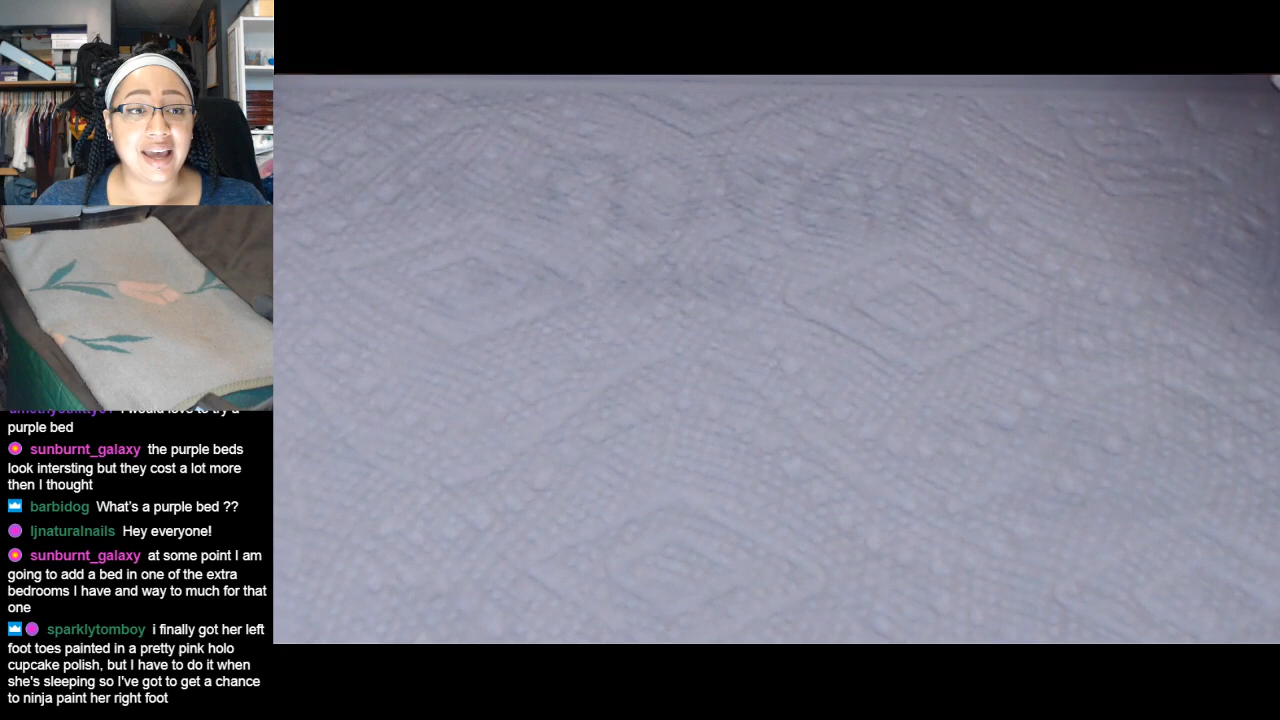 I would love to try a
purple bed
sunburnt_galaxy the purple beds
look intersting but they cost a lot more
then I thought
barbidog What's a purple bed ??
ljnaturalnails Hey everyone!
sunburnt_galaxy at some point I am
going to add a bed in one of the extra
bedrooms I have and way to much for that
one
sparklytomboy i finally got her left
foot toes painted in a pretty pink holo
cupcake polish, but I have to do it when
she's sleeping so I've got to get a chance
to ninja paint her right foot